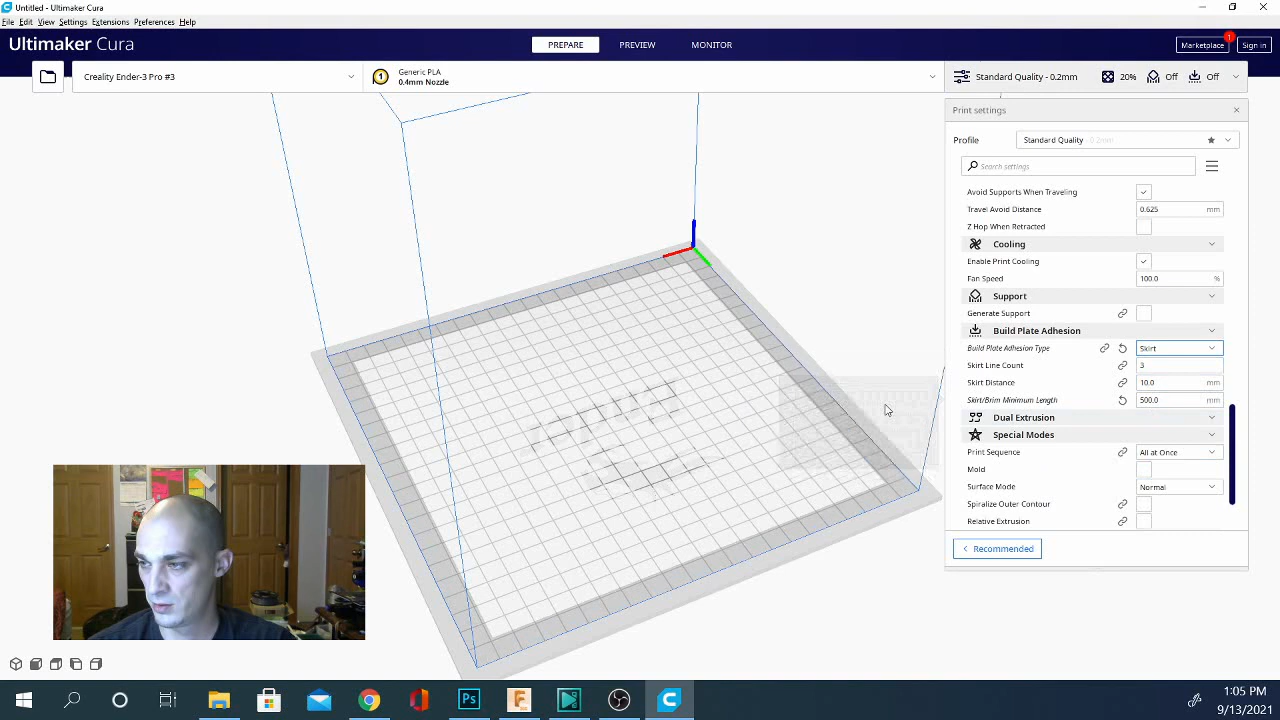 Untitled - Ultimaker Cura
File Edit View Settings Extensions Preferences Help
Ultimaker Cura
PREPARE PREVIEW MONITOR
Marketplace 1 Sign in
Creality Ender-3 Pro #3
1 Generic PLA
0.4mm Nozzle
Standard Quality - 0.2mm 20% Off Off
Print settings
Profile Standard Quality - 0.2mm
Search settings
Avoid Supports When Traveling
Travel Avoid Distance 0.625 mm
Z Hop When Retracted
Cooling
Enable Print Cooling
Fan Speed 100.0 %
Support
Generate Support
Build Plate Adhesion
Build Plate Adhesion Type Skirt
Skirt Line Count 3
Skirt Distance 10.0 mm
Skirt/Brim Minimum Length 500.0 mm
Dual Extrusion
Special Modes
Print Sequence All at Once
Mold
Surface Mode Normal
Spiralize Outer Contour
Relative Extrusion
Recommended
Ps
F
C
:05 PM
9/13/2021